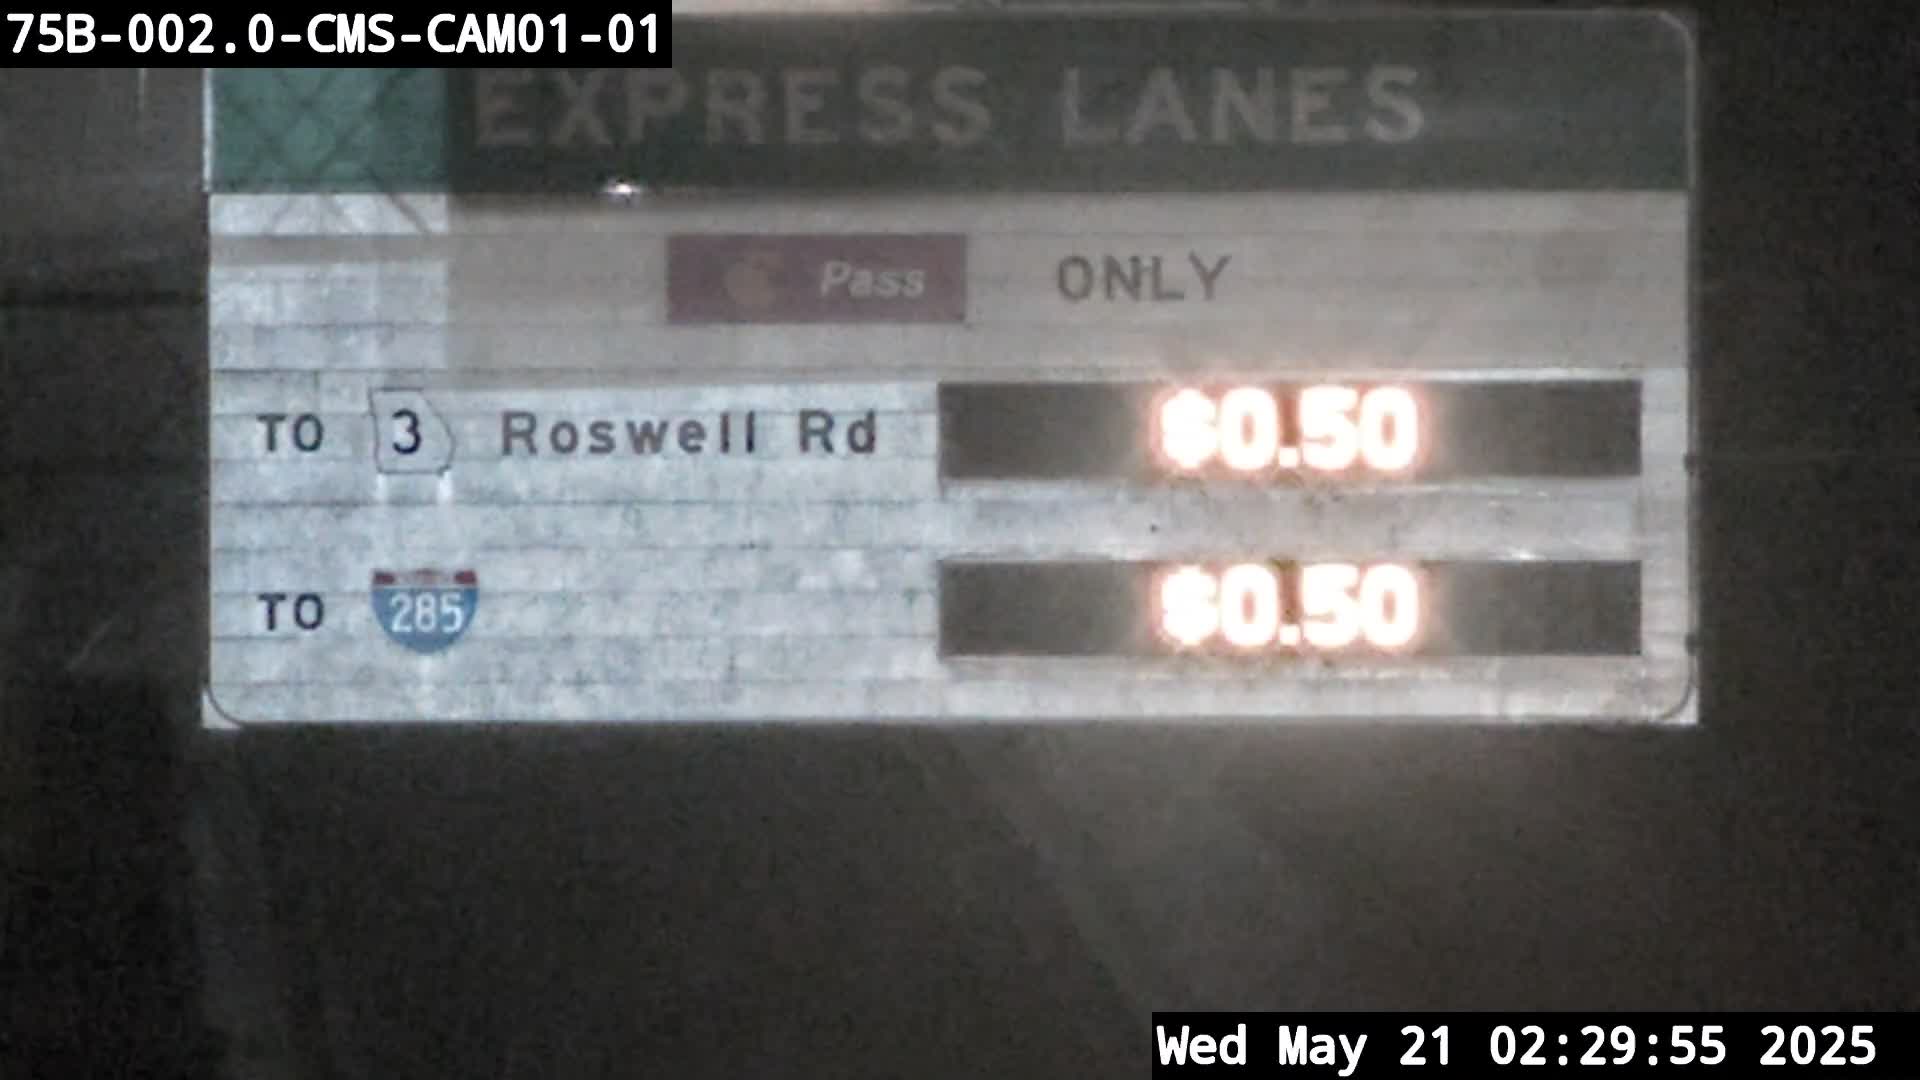 75B-002.0-CMS-CAM01-01
EXPRESS LANES
Pass ONLY
TO 3 Roswell Rd $0.50
TO 285 $0.50
Wed May 21 02:29:55 2025